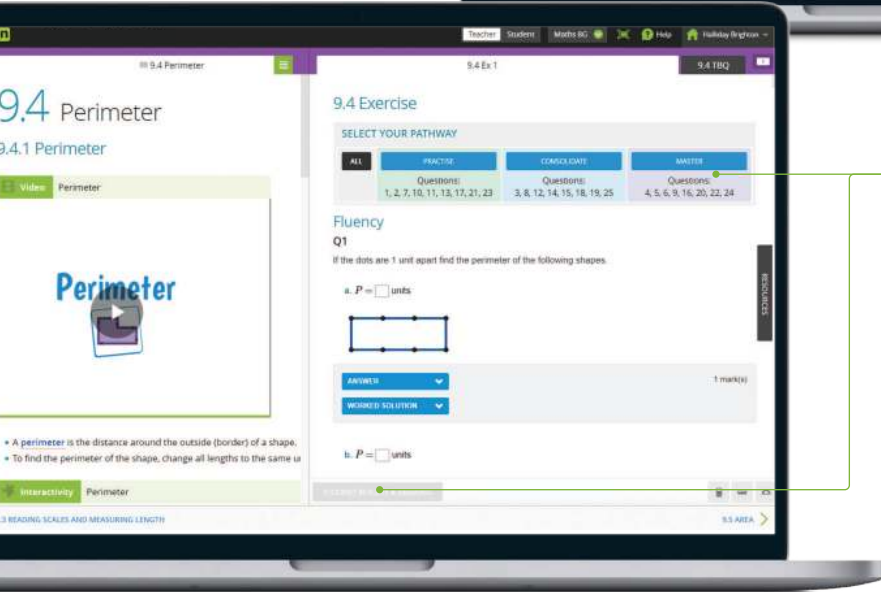 n
Teacher Student Maths BG Help Halliday Brighton
9.4 Perimeter
9.4 Ex 1
9.4 TBQ
9.4 Perimeter
9.4.1 Perimeter
Video Perimeter
Perimeter
• A perimeter is the distance around the outside (border) of a shape.
• To find the perimeter of the shape, change all lengths to the same
Interactivity Perimeter
.3 READING SCALES AND MEASURING LENGTH
9.4 Exercise
SELECT YOUR PATHWAY
ALL
PRACTISE
Questions:
1, 2, 7, 10, 11, 13, 17, 21, 23
CONSOLIDATE
Questions:
3, 8, 12, 14, 15, 18, 19, 25
MASTER
Questions:
4, 5, 6, 9, 16, 20, 22, 24
Fluency
Q1
If the dots are 1 unit apart find the perimeter of the following shapes.
a. P = units
ANSWER
1 mark(s)
WORKED SOLUTION
b. P = units
RESOURCES
9.5 AREA